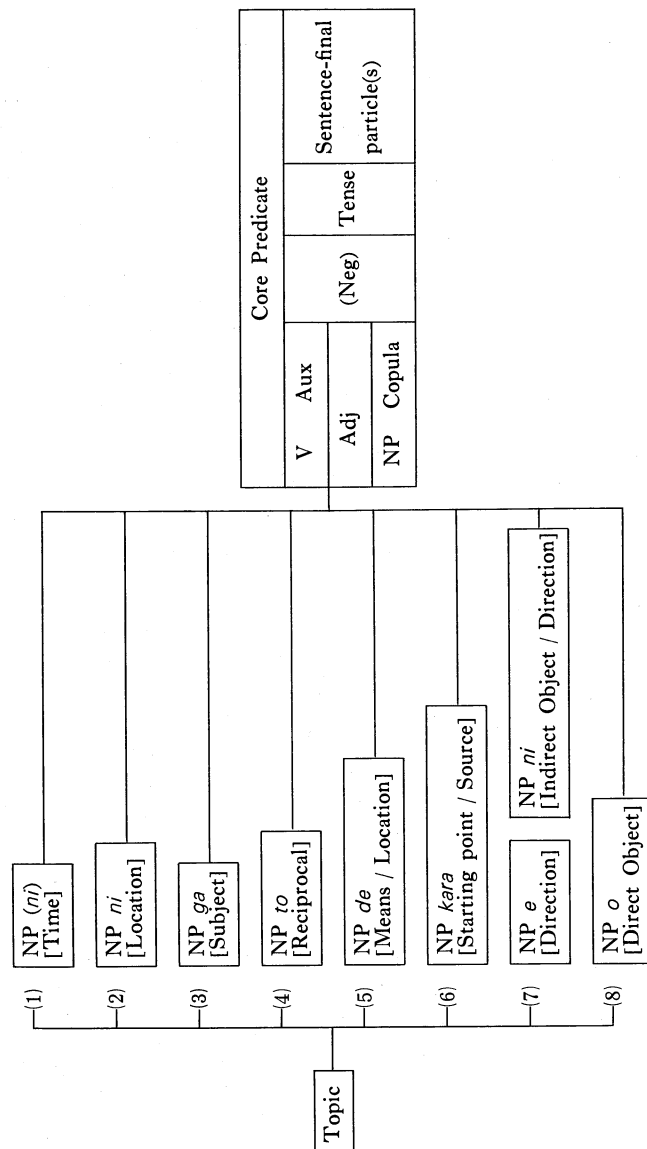 Topic
(1) NP (ni)
[Time]
(2) NP ni
[Location]
(3) NP ga
[Subject]
(4) NP to
[Reciprocal]
(5) NP de
[Means / Location]
(6) NP kara
[Starting point / Source]
(7) NP e
[Direction]
NP ni
[Indirect Object / Direction]
(8) NP o
[Direct Object]
Core Predicate
V Aux
Adj
NP Copula
(Neg)
Tense
Sentence-final
particle(s)